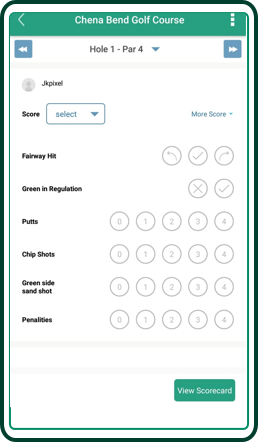 Chena Bend Golf Course
Hole 1 - Par 4
Jkpixel
Score select More Score
Fairway Hit
Green in Regulation
Putts 0 1 2 3 4
Chip Shots 0 1 2 3 4
Green side
sand shot 0 1 2 3 4
Penalities 0 1 2 3 4
View Scorecard